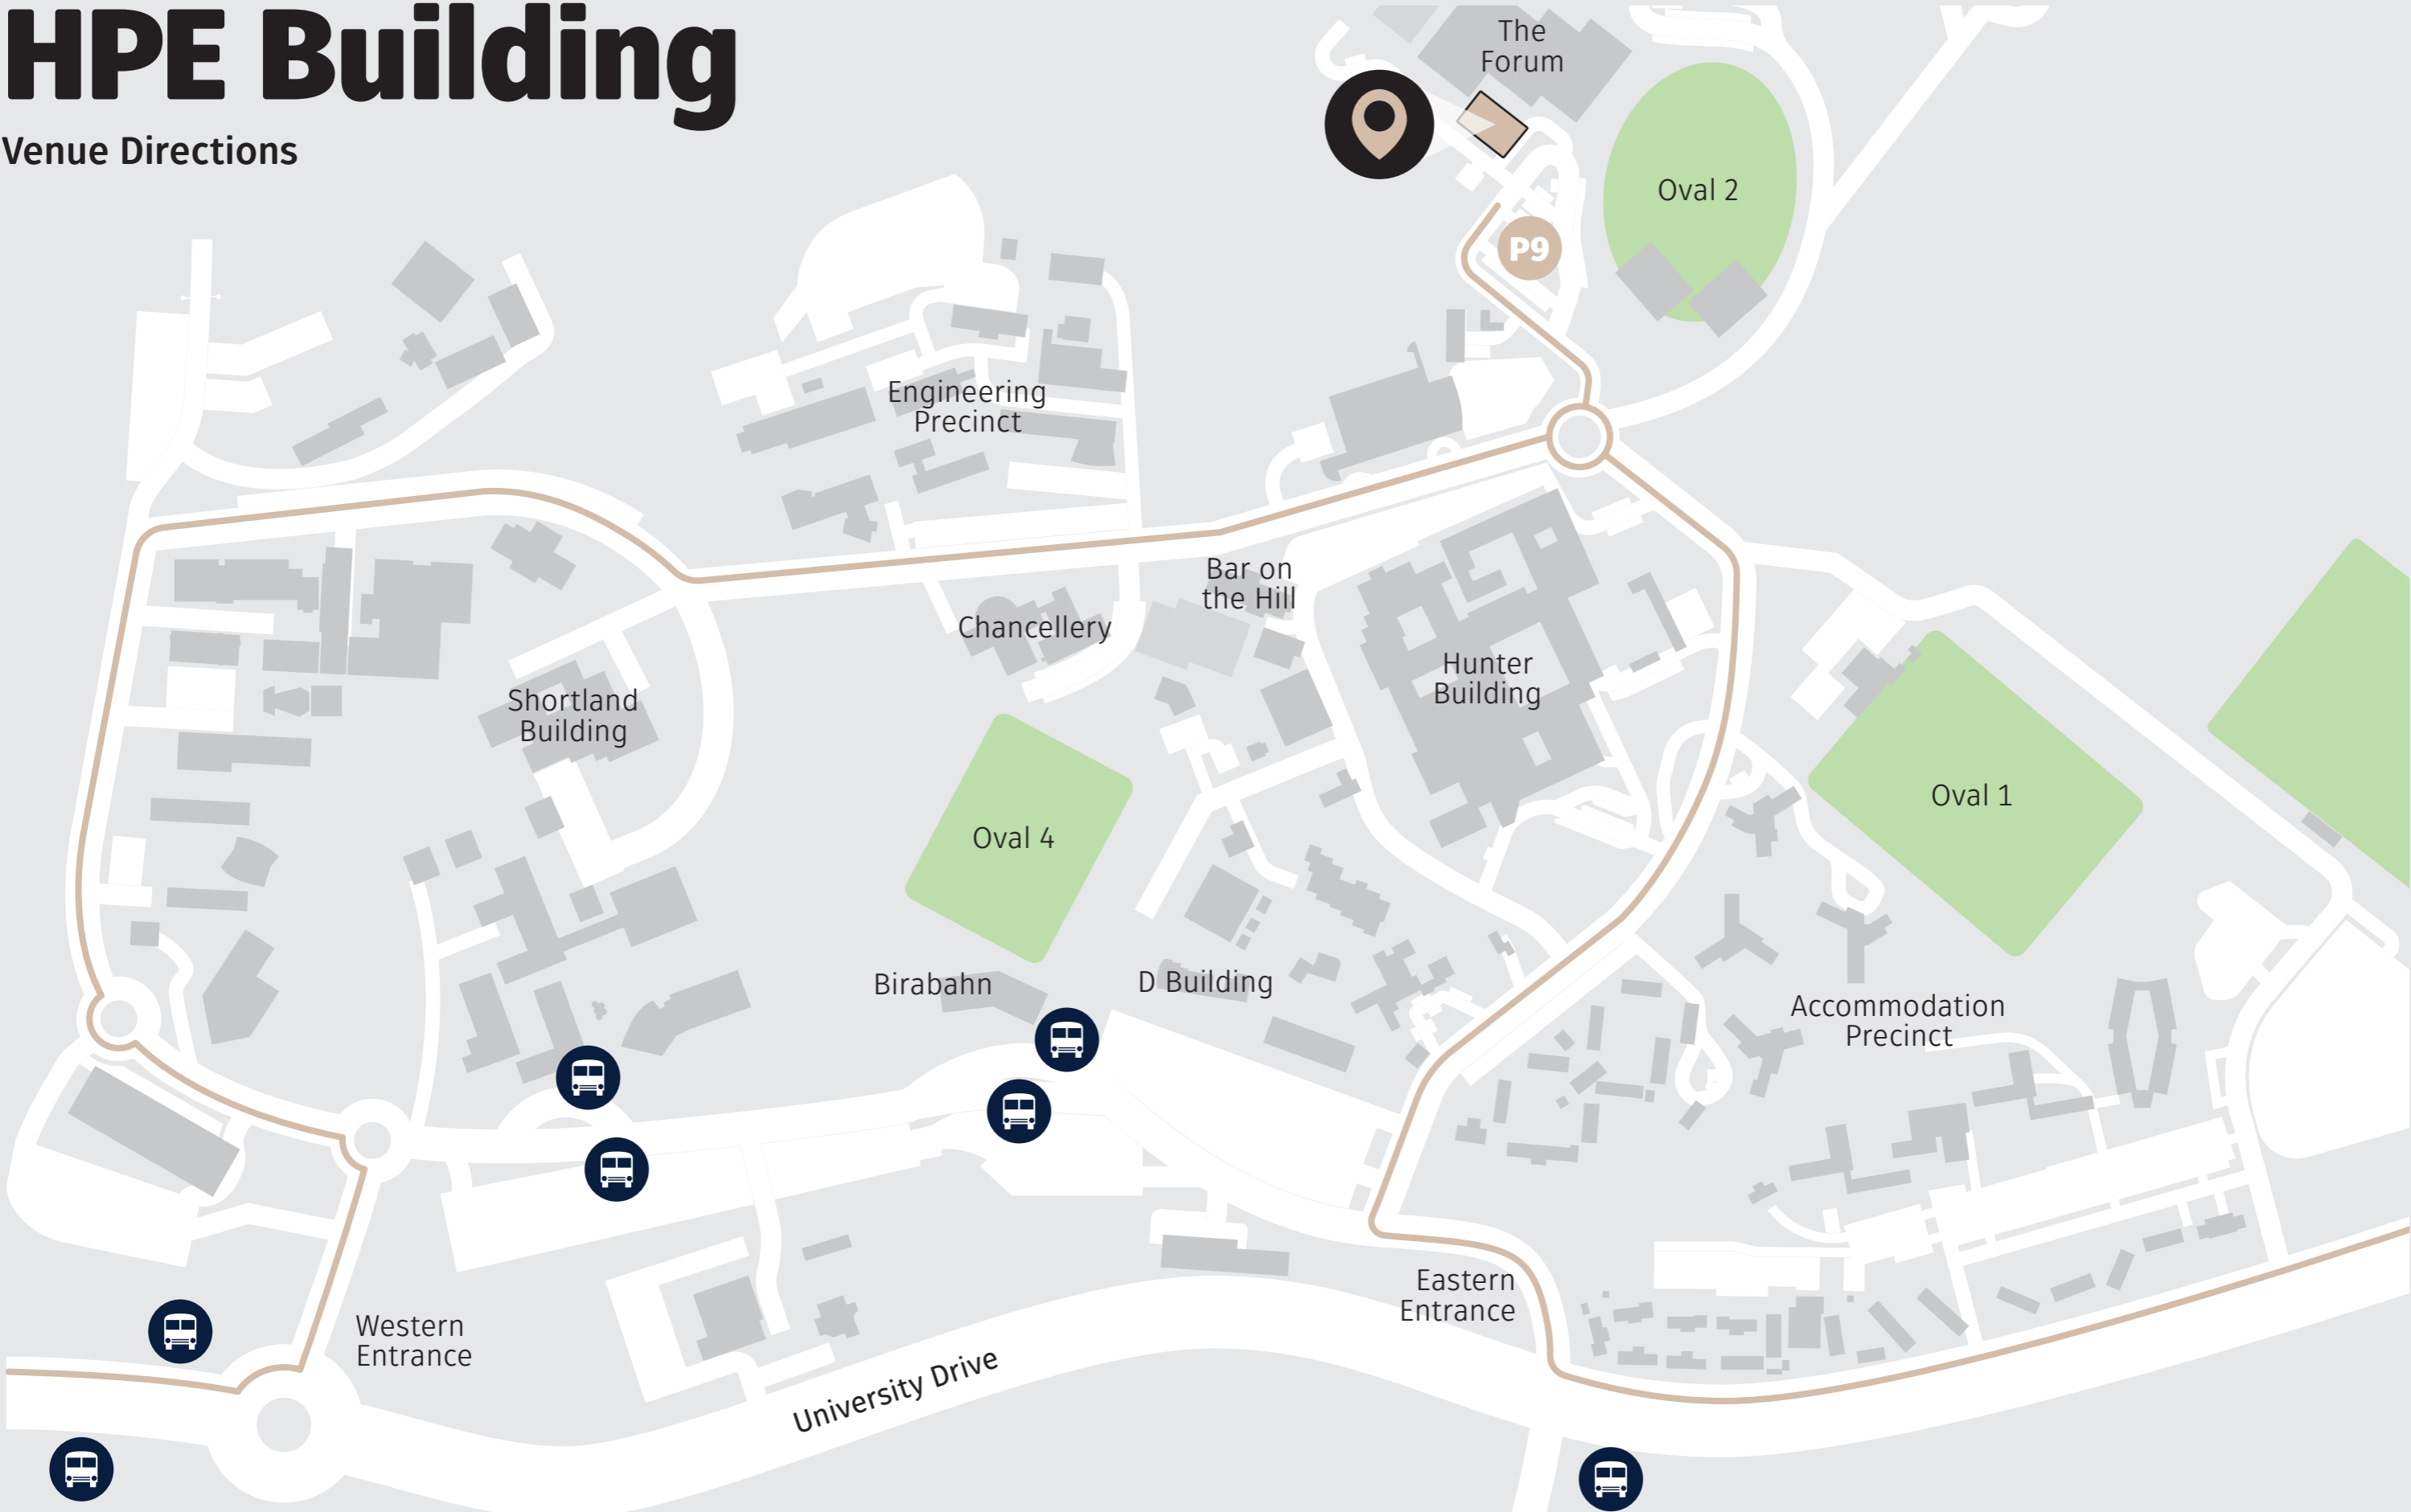 HPE Building
Venue Directions
The
Forum
Oval 2
P9
Engineering
Precinct
Bar on
the Hill
Chancellery
Hunter
Building
Shortland
Building
Oval 1
Oval 4
Birabahn
D Building
Accommodation
Precinct
Eastern
Entrance
Western
Entrance
University Drive